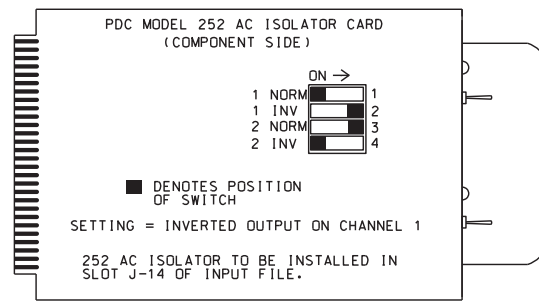 PDC MODEL 252 AC ISOLATOR CARD
(COMPONENT SIDE)
ON →
1 NORM 1
1 INV 2
2 NORM 3
2 INV 4
DENOTES POSITION
OF SWITCH
SETTING = INVERTED OUTPUT ON CHANNEL 1
252 AC ISOLATOR TO BE INSTALLED IN
SLOT J-14 OF INPUT FILE.